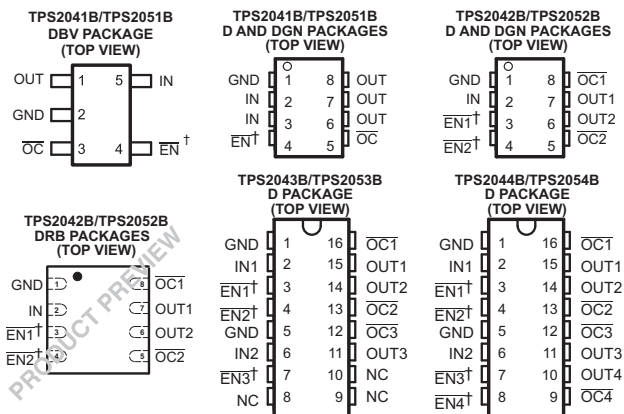 TPS2041B/TPS2051B
DBV PACKAGE
(TOP VIEW)
OUT 1 5 IN
GND 2
OC 3 4 EN†
TPS2041B/TPS2051B
D AND DGN PACKAGES
(TOP VIEW)
GND 1 8 OUT
IN 2 7 OUT
IN 3 6 OUT
EN† 4 5 OC
TPS2042B/TPS2052B
D AND DGN PACKAGES
(TOP VIEW)
GND 1 8 OC1
IN 2 7 OUT1
EN1† 3 6 OUT2
EN2† 4 5 OC2
TPS2042B/TPS2052B
DRB PACKAGES
(TOP VIEW)
GND 1 8 OC1
IN 2 7 OUT1
EN1† 3 6 OUT2
EN2† 4 5 OC2
PRODUCT PREVIEW
TPS2043B/TPS2053B
D PACKAGE
(TOP VIEW)
GND 1 16 OC1
IN1 2 15 OUT1
EN1† 3 14 OUT2
EN2† 4 13 OC2
GND 5 12 OC3
IN2 6 11 OUT3
EN3† 7 10 NC
NC 8 9 NC
TPS2044B/TPS2054B
D PACKAGE
(TOP VIEW)
GND 1 16 OC1
IN1 2 15 OUT1
EN1† 3 14 OUT2
EN2† 4 13 OC2
GND 5 12 OC3
IN2 6 11 OUT3
EN3† 7 10 OUT4
EN4† 8 9 OC4